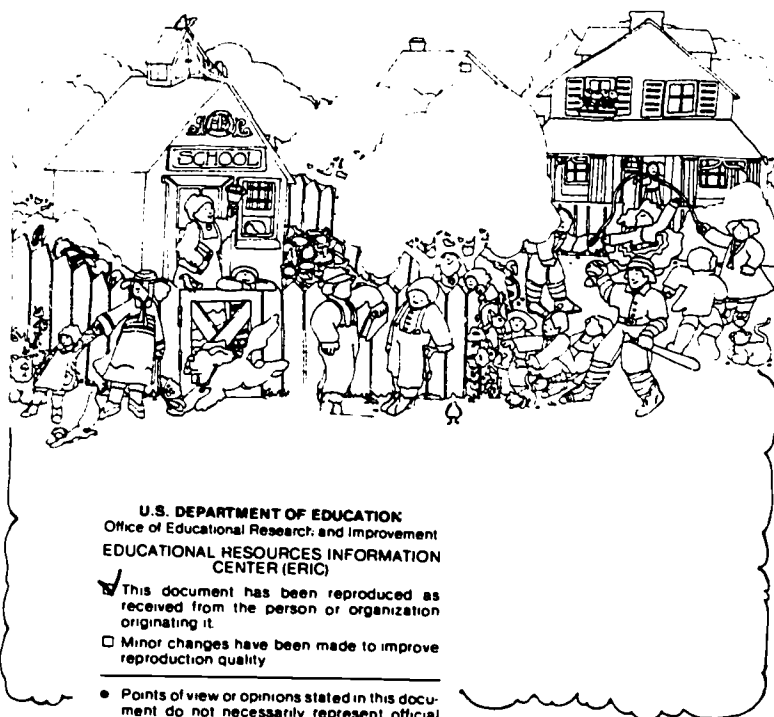 SCHOOL
U.S. DEPARTMENT OF EDUCATION
Office of Educational Research and Improvement
EDUCATIONAL RESOURCES INFORMATION
CENTER (ERIC)
☑ This document has been reproduced as
received from the person or organization
originating it.
□ Minor changes have been made to improve
reproduction quality
● Points of view or opinions stated in this docu-
ment do not necessarily represent official